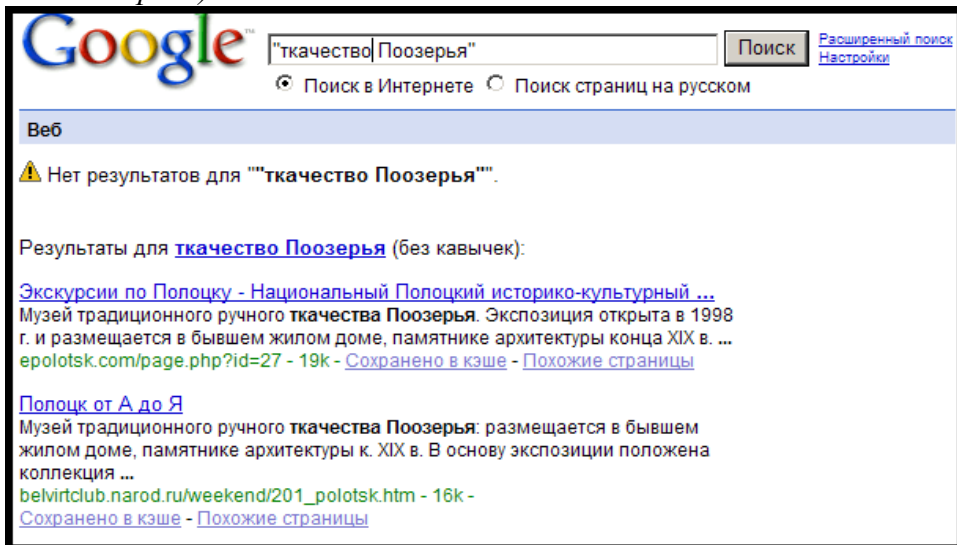 Google™
"ткачество Поозерья"
Поиск
Расширенный поиск
Настройки
Поиск в Интернете Поиск страниц на русском
Веб
Нет результатов для ""ткачество Поозерья"".
Результаты для ткачество Поозерья (без кавычек):
Экскурсии по Полоцку - Национальный Полоцкий историко-культурный ...
Музей традиционного ручного ткачества Поозерья. Экспозиция открыта в 1998
г. и размещается в бывшем жилом доме, памятнике архитектуры конца XIX в. ...
epolotsk.com/page.php?id=27 - 19k - Сохранено в кэше - Похожие страницы
Полоцк от А до Я
Музей традиционного ручного ткачества Поозерья: размещается в бывшем
жилом доме, памятнике архитектуры к. XIX в. В основу экспозиции положена
коллекция ...
belvirtclub.narod.ru/weekend/201_polotsk.htm - 16k -
Сохранено в кэше - Похожие страницы